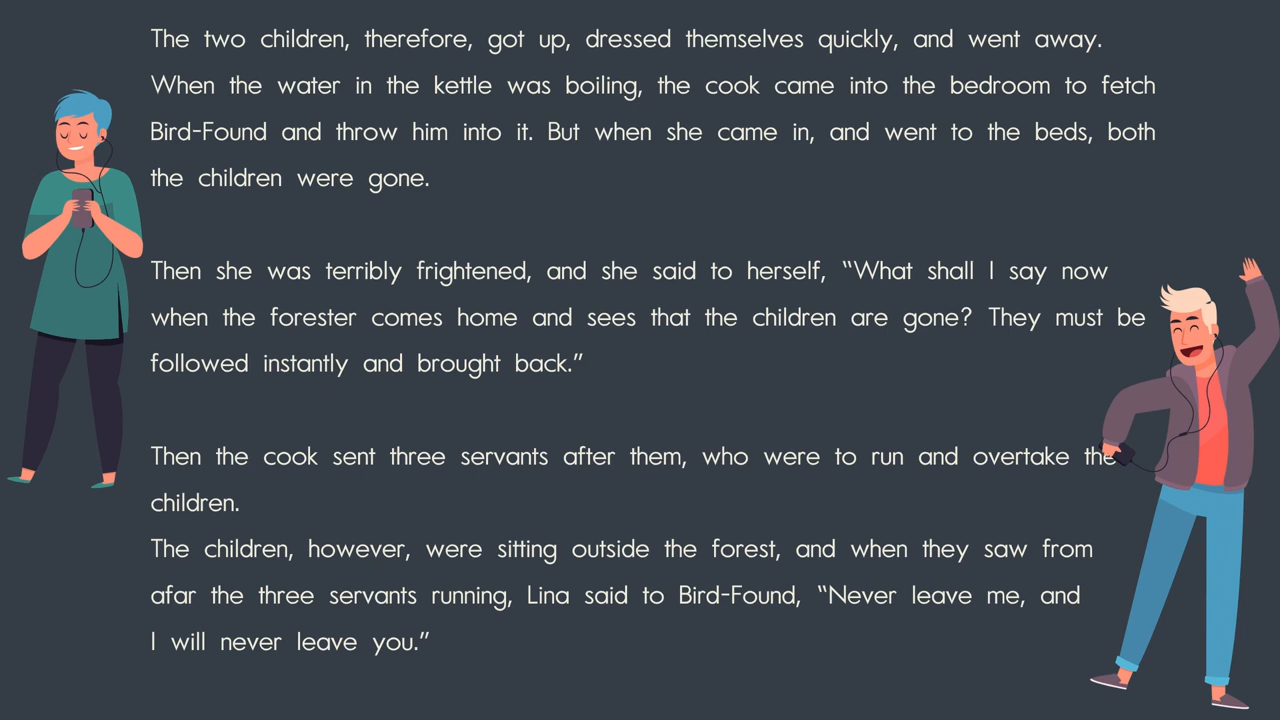 The two children, therefore, got up, dressed themselves quickly, and went away.
When the water in the kettle was boiling, the cook came into the bedroom to fetch
Bird-Found and throw him into it. But when she came in, and went to the beds, both
the children were gone.
Then she was terribly frightened, and she said to herself, “What shall I say now
when the forester comes home and sees that the children are gone? They must be
followed instantly and brought back.”
Then the cook sent three servants after them, who were to run and overtake the
children.
The children, however, were sitting outside the forest, and when they saw from
afar the three servants running, Lina said to Bird-Found, “Never leave me, and
I will never leave you.”